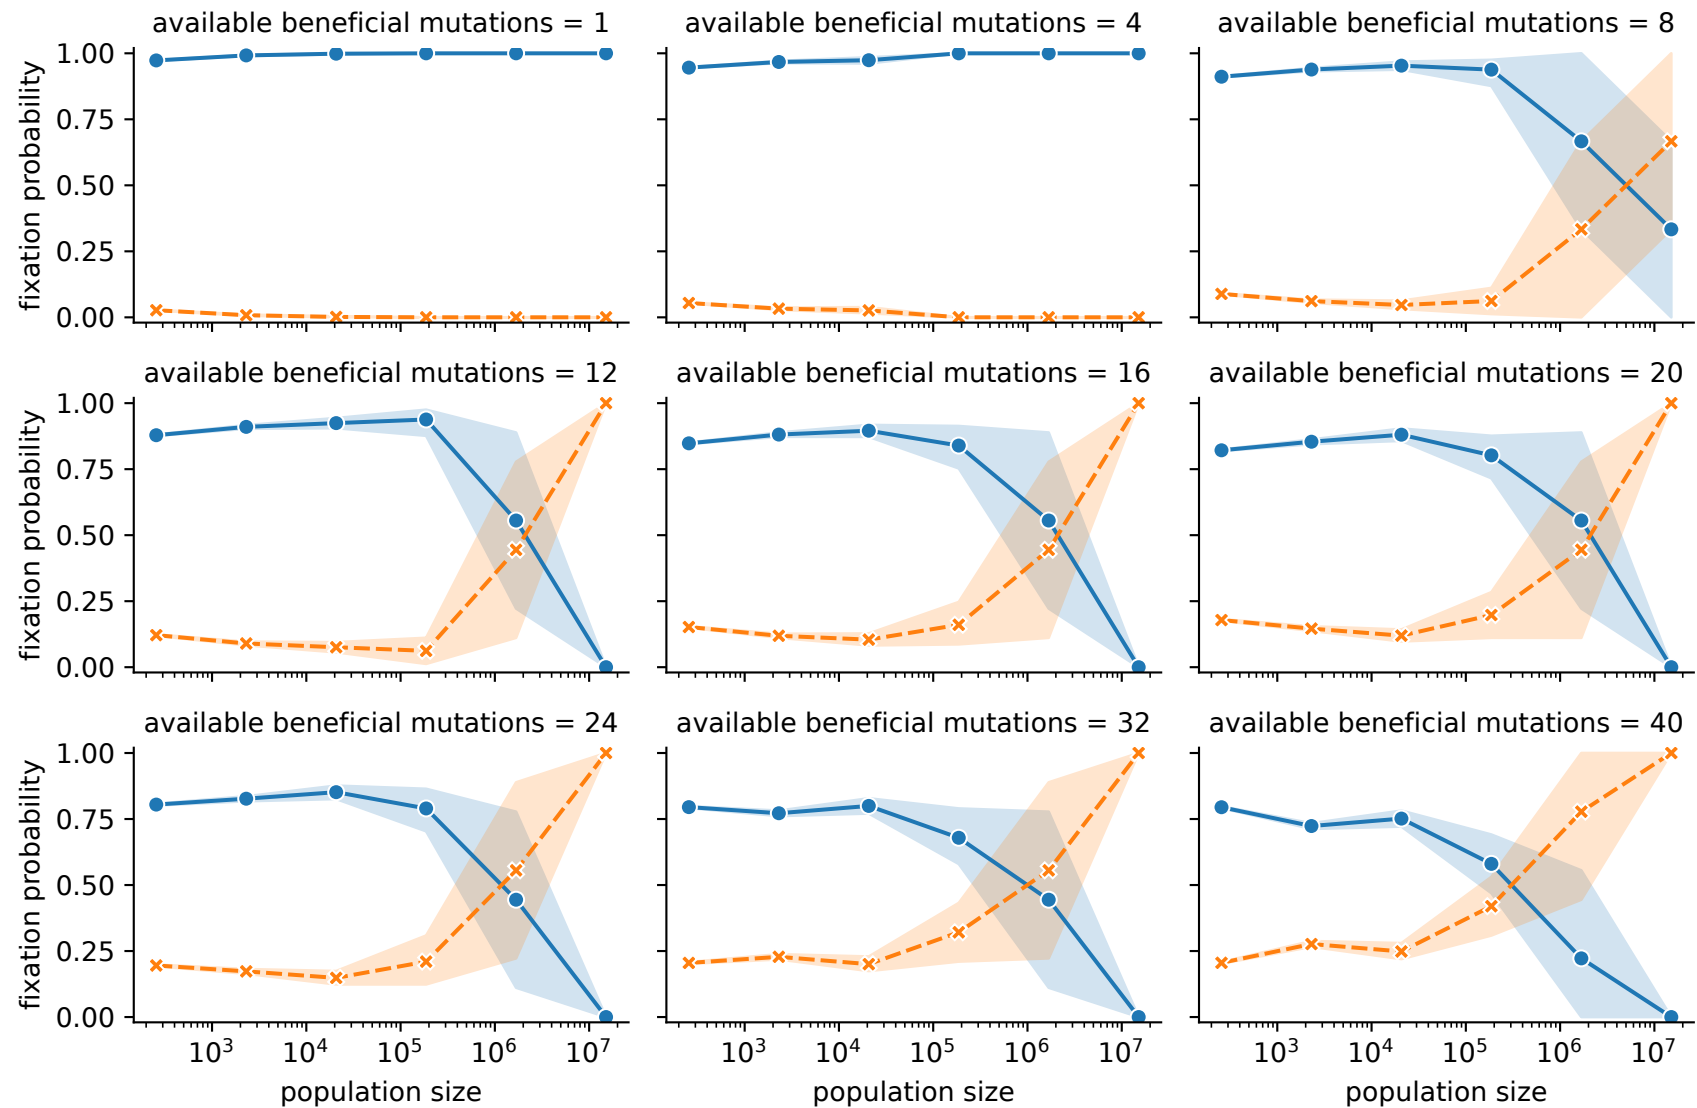 available beneficial mutations = 1
available beneficial mutations = 4
available beneficial mutations = 8
fixation probability
1.00
0.75
0.50
0.25
0.00
available beneficial mutations = 12
available beneficial mutations = 16
available beneficial mutations = 20
fixation probability
1.00
0.75
0.50
0.25
0.00
available beneficial mutations = 24
available beneficial mutations = 32
available beneficial mutations = 40
fixation probability
1.00
0.75
0.50
0.25
0.00
10³ 10⁴ 10⁵ 10⁶ 10⁷
10³ 10⁴ 10⁵ 10⁶ 10⁷
10³ 10⁴ 10⁵ 10⁶ 10⁷
population size
population size
population size